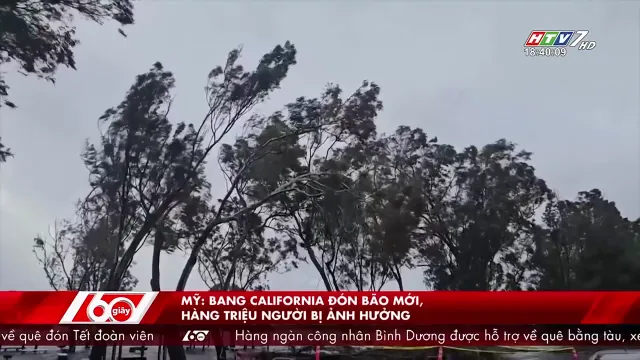 HTV7 HD
18:40:09
60 giây
MỸ: BANG CALIFORNIA ĐÓN BÃO MỚI,
HÀNG TRIỆU NGƯỜI BỊ ẢNH HƯỞNG
về quê đón Tết đoàn viên 60 Hàng ngàn công nhân Bình Dương được hỗ trợ về quê bằng tàu, xe